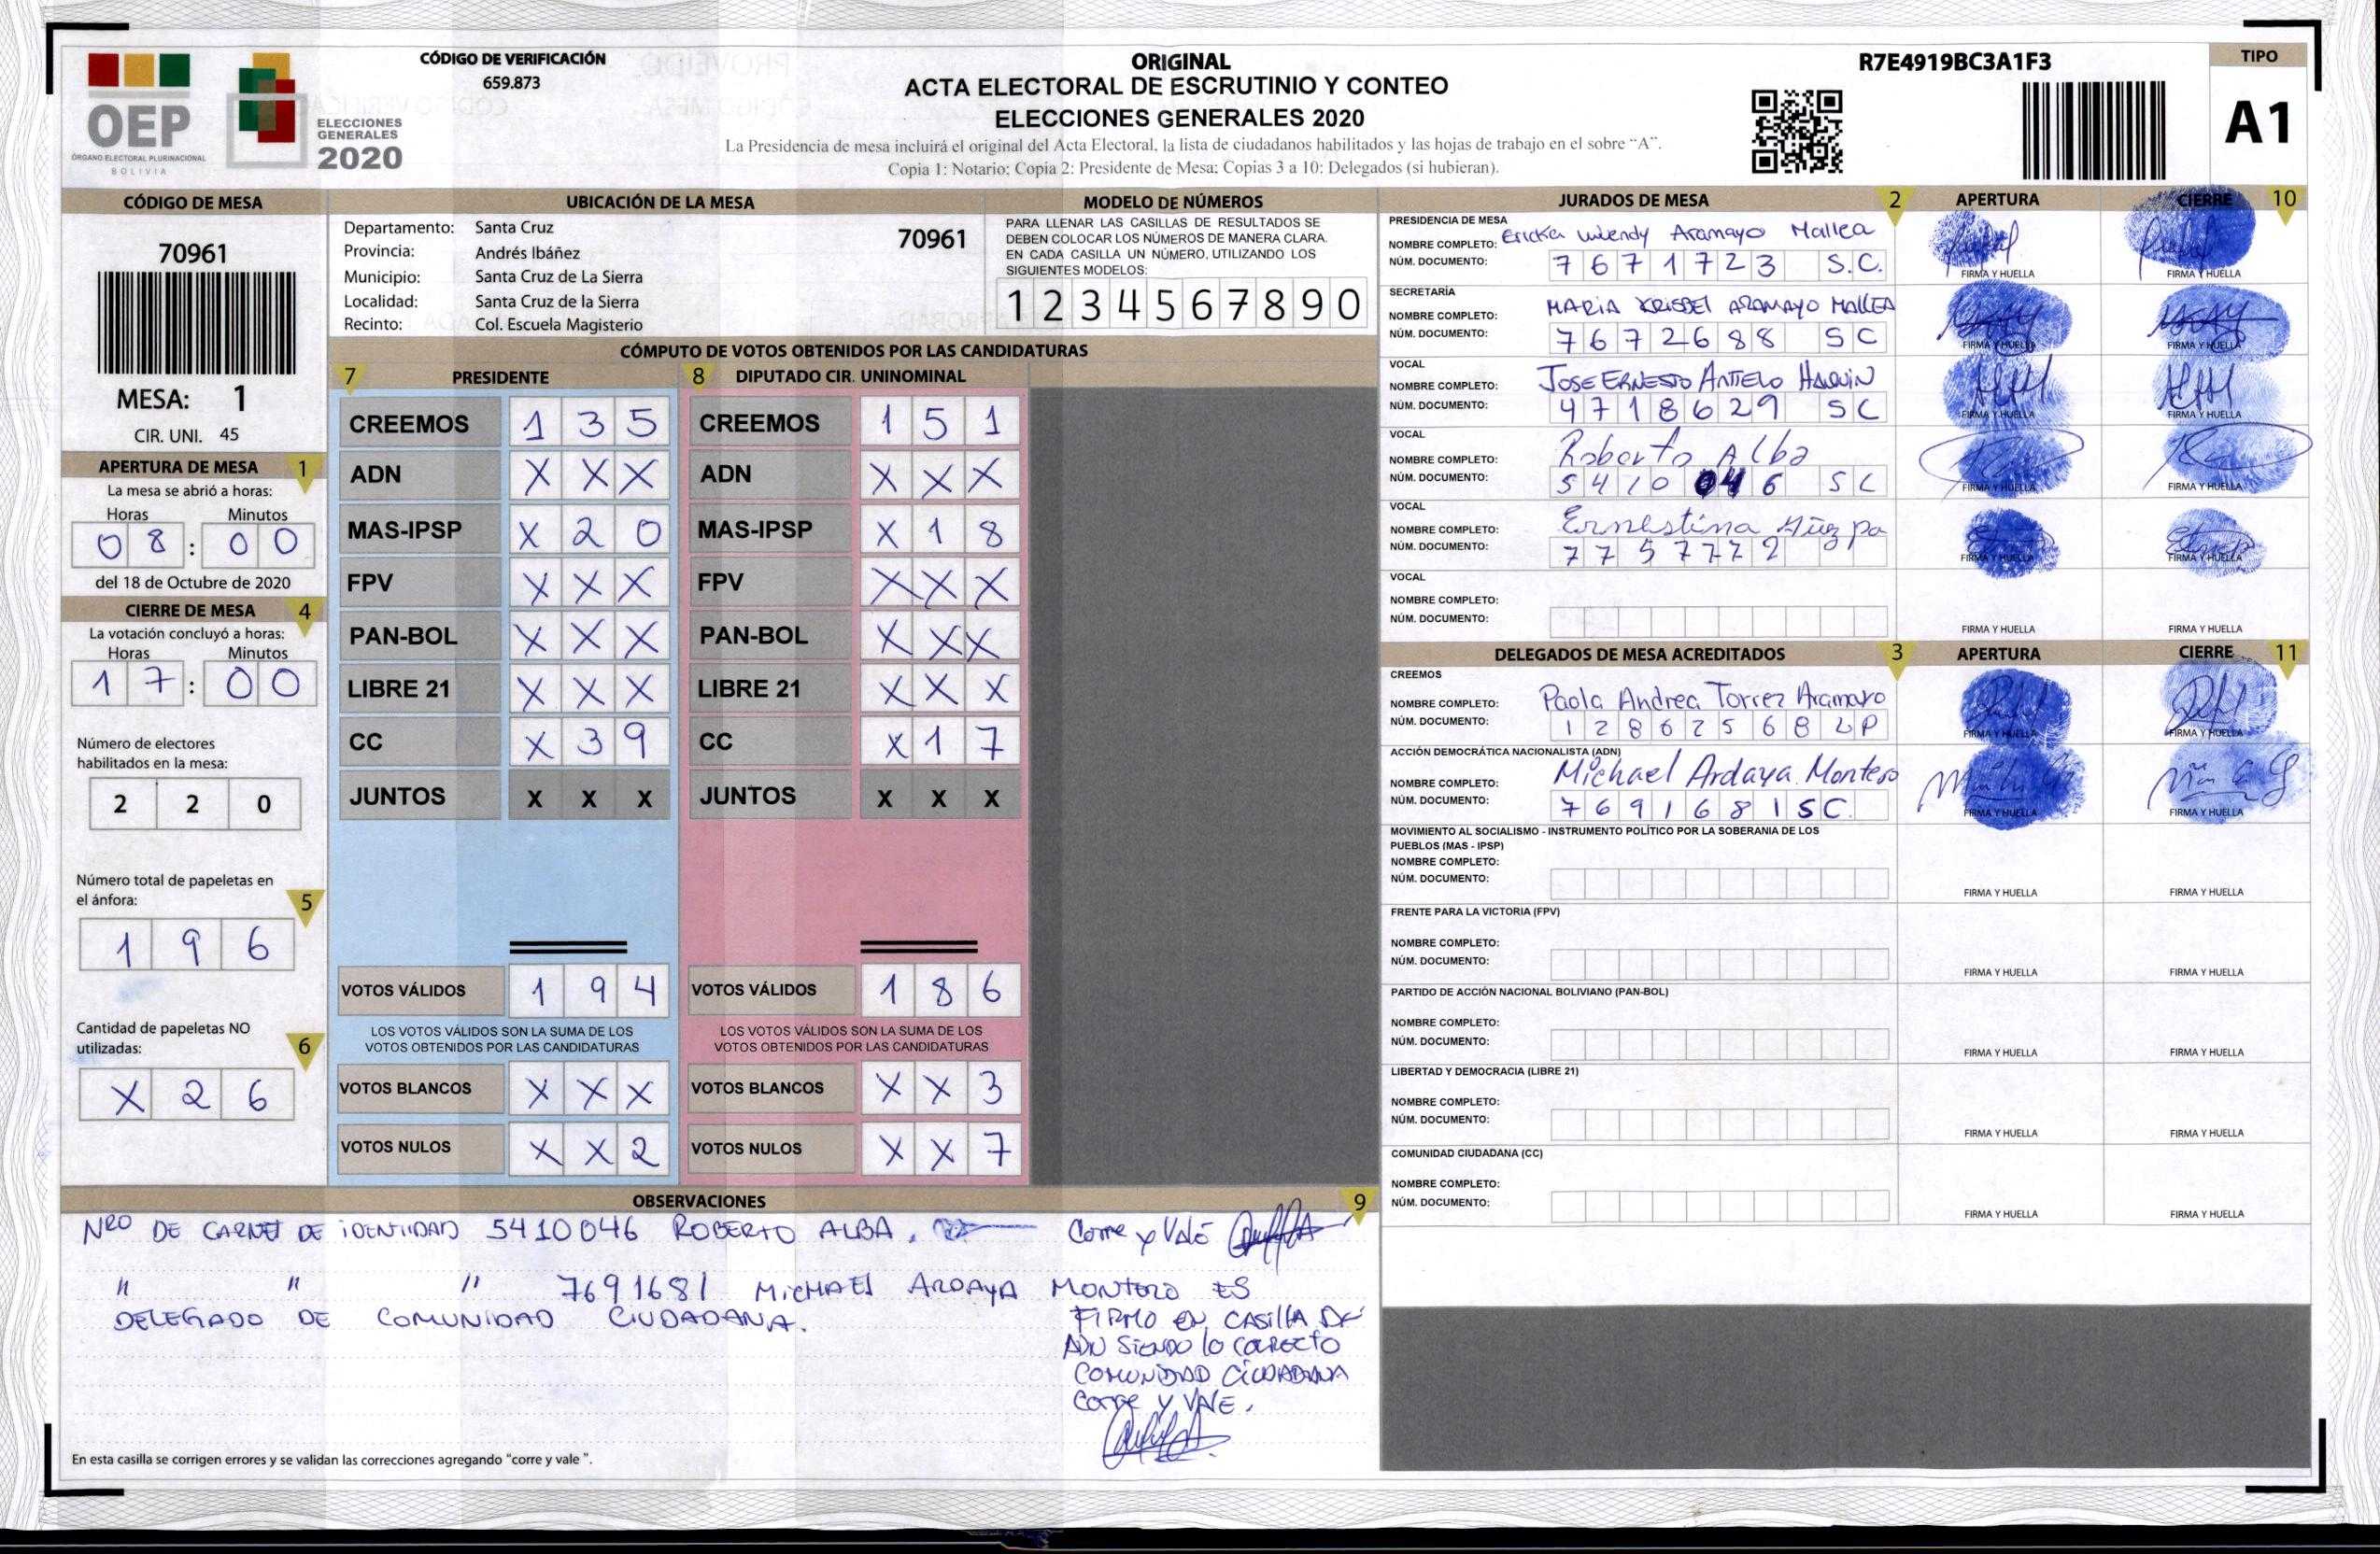 OEP
ÓRGANO ELECTORAL PLURINACIONAL
BOLIVIA
ELECCIONES
GENERALES
2020
CÓDIGO DE VERIFICACIÓN
659.873
ORIGINAL
ACTA ELECTORAL DE ESCRUTINIO Y CONTEO
ELECCIONES GENERALES 2020
La Presidencia de mesa incluirá el original del Acta Electoral, la lista de ciudadanos habilitados y las hojas de trabajo en el sobre “A”.
Copia 1: Notario; Copia 2: Presidente de Mesa; Copias 3 a 10: Delegados (si hubieran).
R7E4919BC3A1F3
TIPO
A1
CÓDIGO DE MESA
70961
MESA: 1
CIR. UNI. 45
APERTURA DE MESA 1
La mesa se abrió a horas:
Horas Minutos
0 8 : 0 0
del 18 de Octubre de 2020
CIERRE DE MESA 4
La votación concluyó a horas:
Horas Minutos
1 7 : 0 0
Número de electores
habilitados en la mesa:
2 2 0
Número total de papeletas en
el ánfora: 5
1 9 6
Cantidad de papeletas NO
utilizadas: 6
X 2 6
UBICACIÓN DE LA MESA
Departamento: Santa Cruz 70961
Provincia: Andrés Ibáñez
Municipio: Santa Cruz de La Sierra
Localidad: Santa Cruz de la Sierra
Recinto: Col. Escuela Magisterio
MODELO DE NÚMEROS
PARA LLENAR LAS CASILLAS DE RESULTADOS SE
DEBEN COLOCAR LOS NÚMEROS DE MANERA CLARA.
EN CADA CASILLA UN NÚMERO, UTILIZANDO LOS
SIGUIENTES MODELOS:
1 2 3 4 5 6 7 8 9 0
CÓMPUTO DE VOTOS OBTENIDOS POR LAS CANDIDATURAS
7 PRESIDENTE 8 DIPUTADO CIR. UNINOMINAL
CREEMOS 1 3 5 CREEMOS 1 5 1
ADN X X X ADN X X X
MAS-IPSP X 2 0 MAS-IPSP X 1 8
FPV X X X FPV X X X
PAN-BOL X X X PAN-BOL X X X
LIBRE 21 X X X LIBRE 21 X X X
CC X 3 9 CC X 1 7
JUNTOS X X X JUNTOS X X X
VOTOS VÁLIDOS 1 9 4 VOTOS VÁLIDOS 1 8 6
LOS VOTOS VÁLIDOS SON LA SUMA DE LOS LOS VOTOS VÁLIDOS SON LA SUMA DE LOS
VOTOS OBTENIDOS POR LAS CANDIDATURAS VOTOS OBTENIDOS POR LAS CANDIDATURAS
VOTOS BLANCOS X X X VOTOS BLANCOS X X 3
VOTOS NULOS X X 2 VOTOS NULOS X X 7
JURADOS DE MESA 2 APERTURA CIERRE 10
PRESIDENCIA DE MESA
NOMBRE COMPLETO: Ericka Wendy Aramayo Mallea
NÚM. DOCUMENTO: 7671723 S.C. FIRMA Y HUELLA FIRMA Y HUELLA
SECRETARÍA
NOMBRE COMPLETO: MARIA KRISBEL ARAMAYO MALLEA
NÚM. DOCUMENTO: 7672688 SC FIRMA Y HUELLA FIRMA Y HUELLA
VOCAL
NOMBRE COMPLETO: JOSE ERNESTO ANTELO
NÚM. DOCUMENTO: 4718629 SC FIRMA Y HUELLA FIRMA Y HUELLA
VOCAL
NOMBRE COMPLETO: Roberto Alba
NÚM. DOCUMENTO: 5410046 SC FIRMA Y HUELLA FIRMA Y HUELLA
VOCAL
NOMBRE COMPLETO: Ernestina
NÚM. DOCUMENTO: 7757772 FIRMA Y HUELLA FIRMA Y HUELLA
VOCAL
NOMBRE COMPLETO:
NÚM. DOCUMENTO: FIRMA Y HUELLA FIRMA Y HUELLA
DELEGADOS DE MESA ACREDITADOS 3 APERTURA CIERRE 11
CREEMOS
NOMBRE COMPLETO: Paola Andrea Torrez Aramayo
NÚM. DOCUMENTO: 12862568 LP FIRMA Y HUELLA FIRMA Y HUELLA
ACCIÓN DEMOCRÁTICA NACIONALISTA (ADN)
NOMBRE COMPLETO: Michael Ardaya Montero
NÚM. DOCUMENTO: 7691681 SC. FIRMA Y HUELLA FIRMA Y HUELLA
MOVIMIENTO AL SOCIALISMO - INSTRUMENTO POLÍTICO POR LA SOBERANIA DE LOS
PUEBLOS (MAS - IPSP)
NOMBRE COMPLETO:
NÚM. DOCUMENTO: FIRMA Y HUELLA FIRMA Y HUELLA
FRENTE PARA LA VICTORIA (FPV)
NOMBRE COMPLETO:
NÚM. DOCUMENTO: FIRMA Y HUELLA FIRMA Y HUELLA
PARTIDO DE ACCIÓN NACIONAL BOLIVIANO (PAN-BOL)
NOMBRE COMPLETO:
NÚM. DOCUMENTO: FIRMA Y HUELLA FIRMA Y HUELLA
LIBERTAD Y DEMOCRACIA (LIBRE 21)
NOMBRE COMPLETO:
NÚM. DOCUMENTO: FIRMA Y HUELLA FIRMA Y HUELLA
COMUNIDAD CIUDADANA (CC)
NOMBRE COMPLETO:
NÚM. DOCUMENTO: FIRMA Y HUELLA FIRMA Y HUELLA
OBSERVACIONES 9
NRO DE CARNET DE IDENTIDAD 5410046 ROBERTO ALBA. Corre y Vale
" " " 7691681 MICHAEL ARDAYA MONTERO ES
DELEGADO DE COMUNIDAD CIUDADANA. FIRMO EN CASILLA DE
ADN SIENDO LO CORRECTO
COMUNIDAD CIUDADANA
CORRE Y VALE.
En esta casilla se corrigen errores y se validan las correcciones agregando “corre y vale ”.